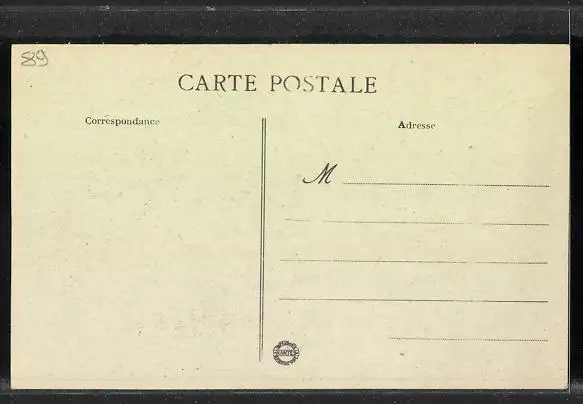 89
CARTE POSTALE
Correspondance
Adresse
M